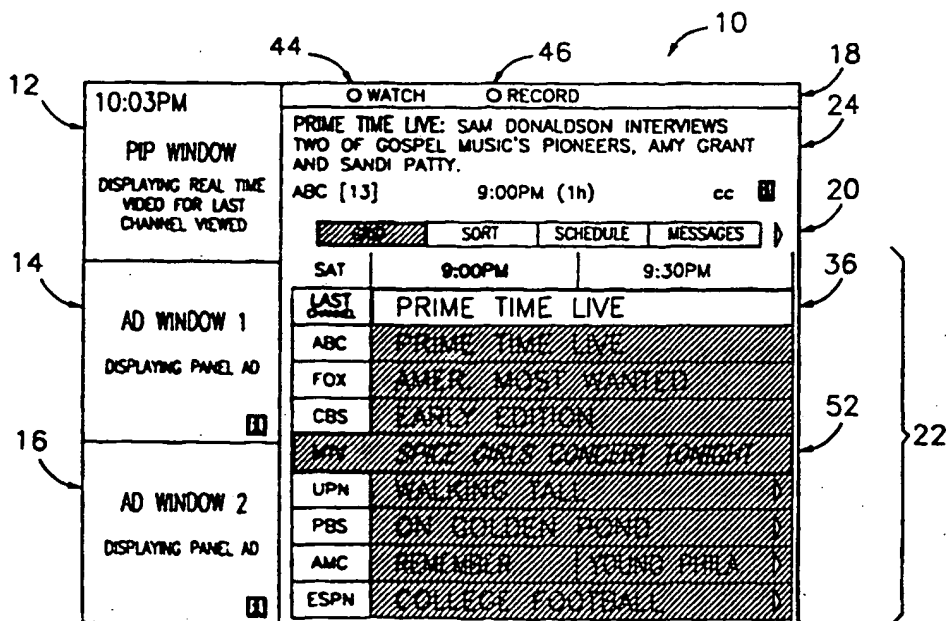 10
44
46
12
18
10:03PM
O WATCH O RECORD
24
PIP WINDOW
DISPLAYING REAL TIME
VIDEO FOR LAST
CHANNEL VIEWED
PRIME TIME LIVE: SAM DONALDSON INTERVIEWS
TWO OF GOSPEL MUSIC'S PIONEERS, AMY GRANT
AND SANDI PATTY.
ABC [13] 9:00PM (1h) cc
20
SORT SCHEDULE MESSAGES
14
SAT 9:00PM 9:30PM
36
LAST
CHANNEL
PRIME TIME LIVE
AD WINDOW 1
DISPLAYING PANEL AD
ABC PRIME TIME LIVE
FOX AMER. MOST WANTED
CBS EARLY EDITION
52
22
16
MTV SPICE GIRLS CONCERT TONIGHT
AD WINDOW 2
DISPLAYING PANEL AD
UPN WALKING TALL
PBS ON GOLDEN POND
AMC REMEMBER YOUNG PHILA
ESPN COLLEGE FOOTBALL